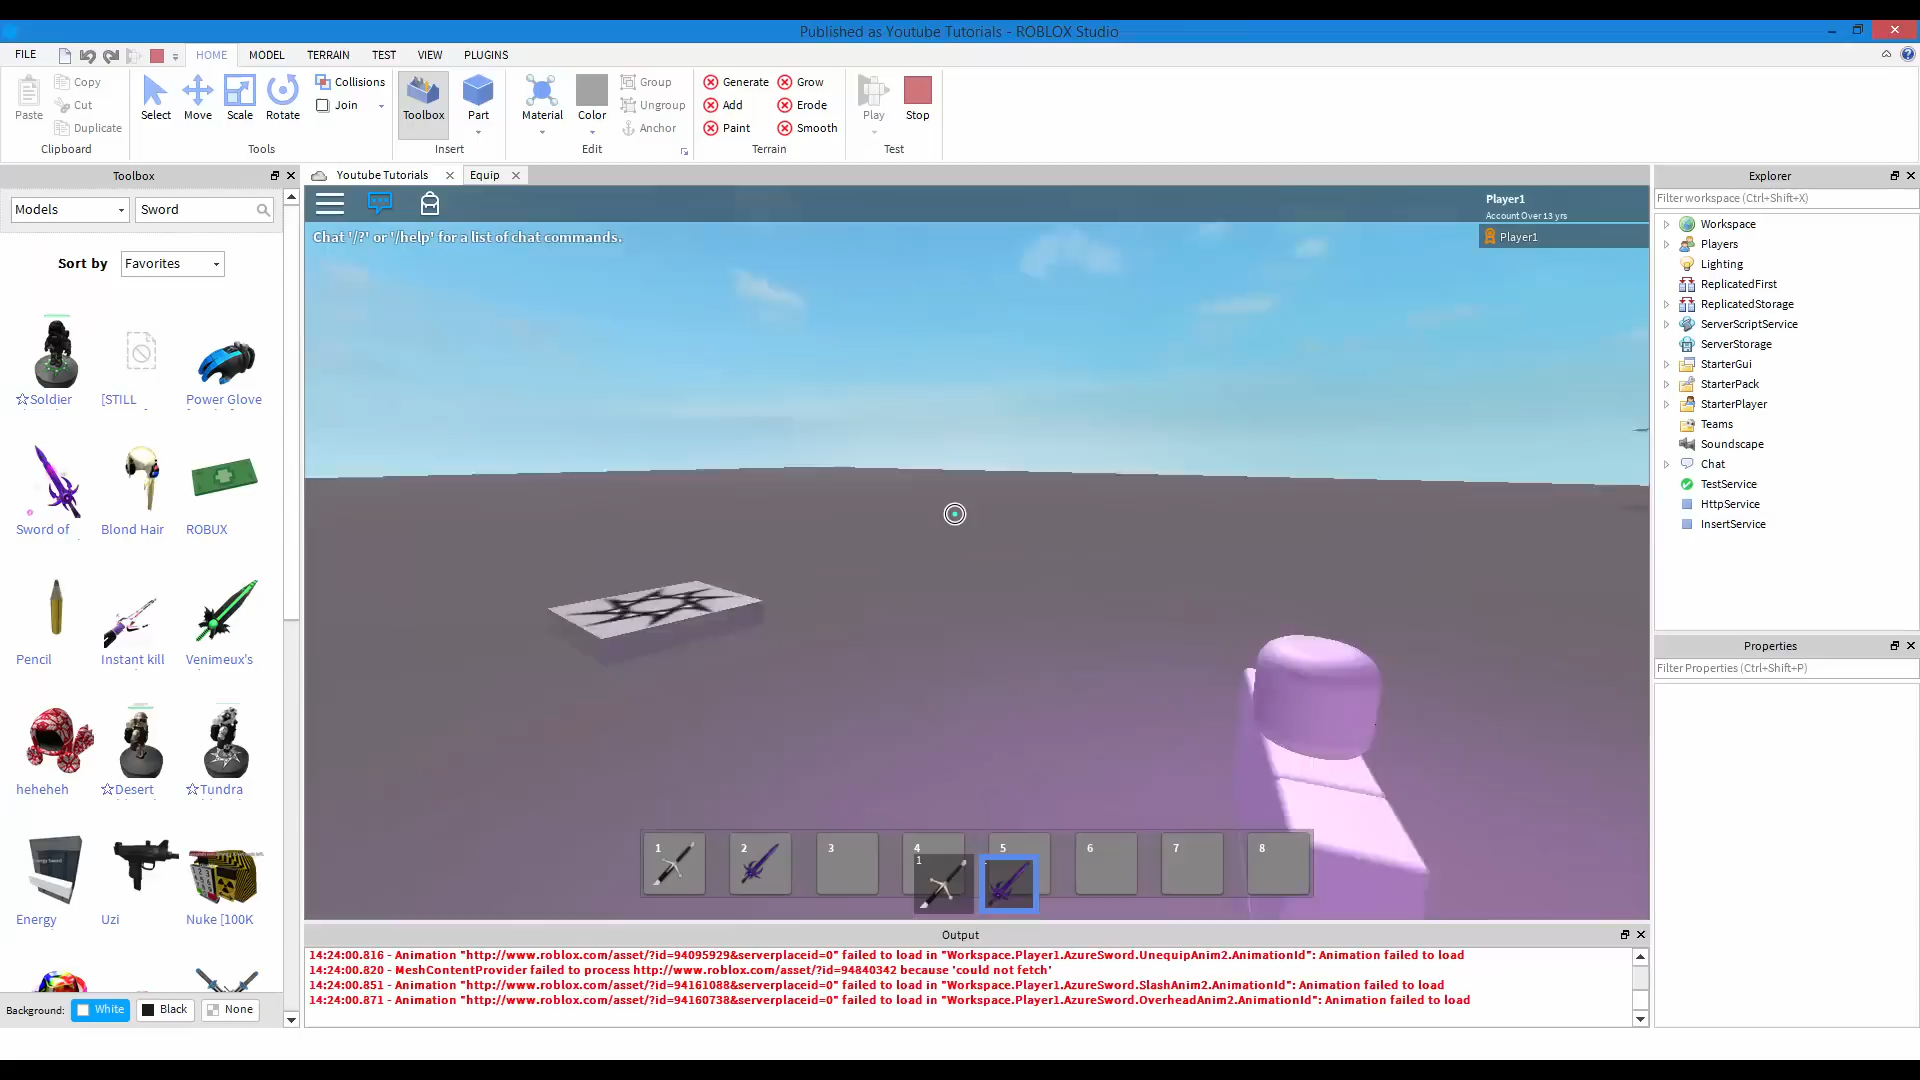 Published as Youtube Tutorials - ROBLOX Studio
FILE HOME MODEL TERRAIN TEST VIEW PLUGINS
Paste Copy Cut Duplicate
Clipboard
Select Move Scale Rotate Collisions Join
Tools
Toolbox Part
Insert
Material Color Group Ungroup Anchor
Edit
Generate Grow
Add Erode
Paint Smooth
Terrain
Play Stop
Test
Toolbox
Models Sword
Sort by Favorites
Soldier [STILL Power Glove
Sword of Blond Hair ROBUX
Pencil Instant kill Venimeux's
heheheh Desert Tundra
Energy Uzi Nuke [100K
Background: White Black None
Youtube Tutorials Equip
Chat '/?' or '/help' for a list of chat commands.
Player1
Account Over 13 yrs
Player1
1 2 3 4 5 6 7 8
1
Output
14:24:00.816 - Animation "http://www.roblox.com/asset/?id=94095929&serverplaceid=0" failed to load in "Workspace.Player1.AzureSword.UnequipAnim2.AnimationId": Animation failed to load
14:24:00.820 - MeshContentProvider failed to process http://www.roblox.com/asset/?id=94840342 because 'could not fetch'
14:24:00.851 - Animation "http://www.roblox.com/asset/?id=94161088&serverplaceid=0" failed to load in "Workspace.Player1.AzureSword.SlashAnim2.AnimationId": Animation failed to load
14:24:00.871 - Animation "http://www.roblox.com/asset/?id=94160738&serverplaceid=0" failed to load in "Workspace.Player1.AzureSword.OverheadAnim2.AnimationId": Animation failed to load
Explorer
Filter workspace (Ctrl+Shift+X)
Workspace
Players
Lighting
ReplicatedFirst
ReplicatedStorage
ServerScriptService
ServerStorage
StarterGui
StarterPack
StarterPlayer
Teams
Soundscape
Chat
TestService
HttpService
InsertService
Properties
Filter Properties (Ctrl+Shift+P)